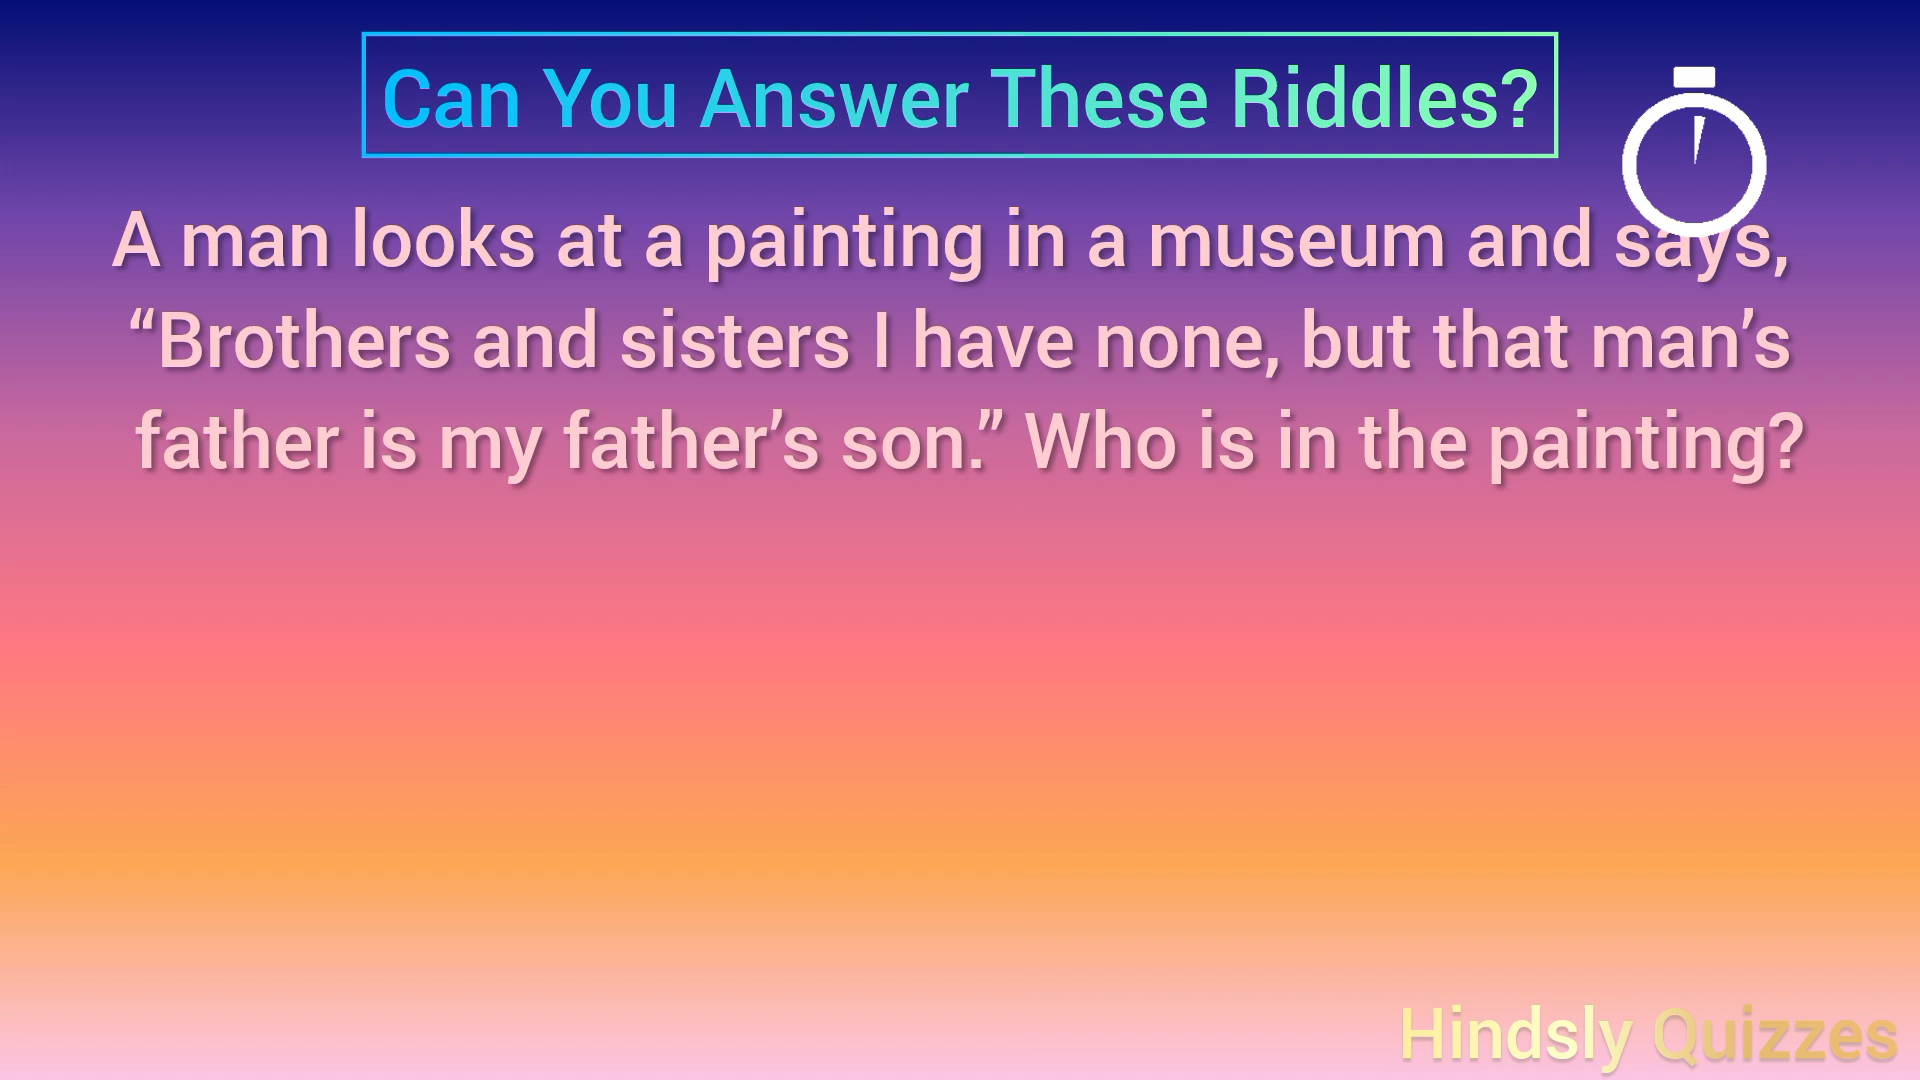 Can You Answer These Riddles?
A man looks at a painting in a museum and says,
“Brothers and sisters I have none, but that man’s
father is my father’s son.” Who is in the painting?
Hindsly Quizzes